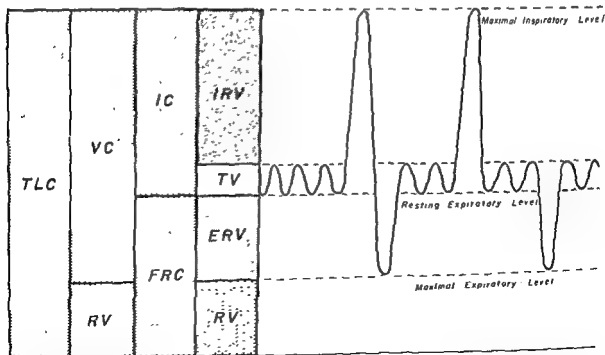 Maximal Inspiratory Level
IC
IRV
VC
TLC
TV
Resting Expiratory Level
ERV
FRC
Maximal Expiratory Level
RV
RV